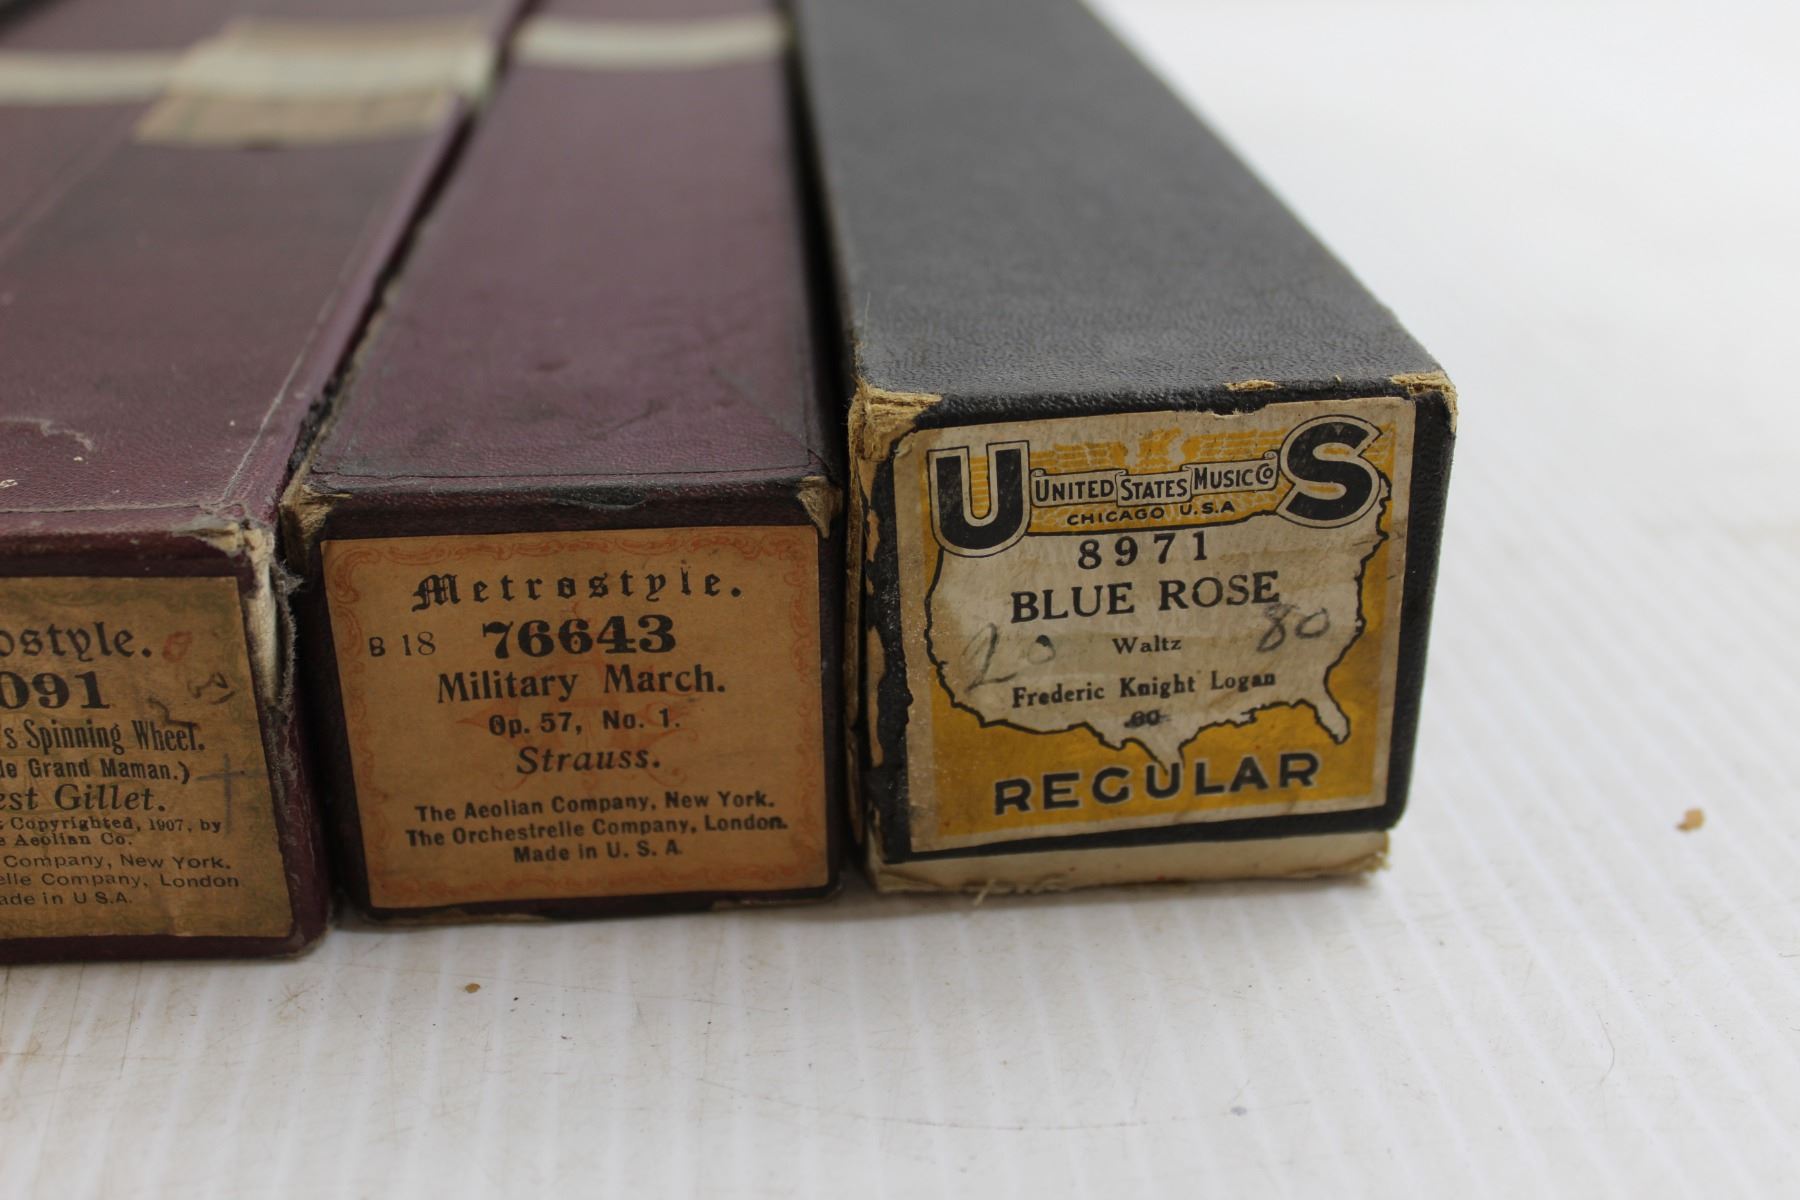 ostyle.
091
's Spinning Wheel.
de Grand Maman.)
est Gillet.
Copyrighted, 1907, by
e Aeolian Co.
Company, New York.
elle Company, London
ade in U.S.A.
Metrostyle.
B 18 76643
Military March.
Op. 57, No. 1.
Strauss.
The Aeolian Company, New York.
The Orchestrelle Company, London.
Made in U. S. A.
U UNITED STATES MUSIC Co S
CHICAGO U.S.A
8971
BLUE ROSE
20 Waltz 80
Frederic Knight Logan
80
REGULAR